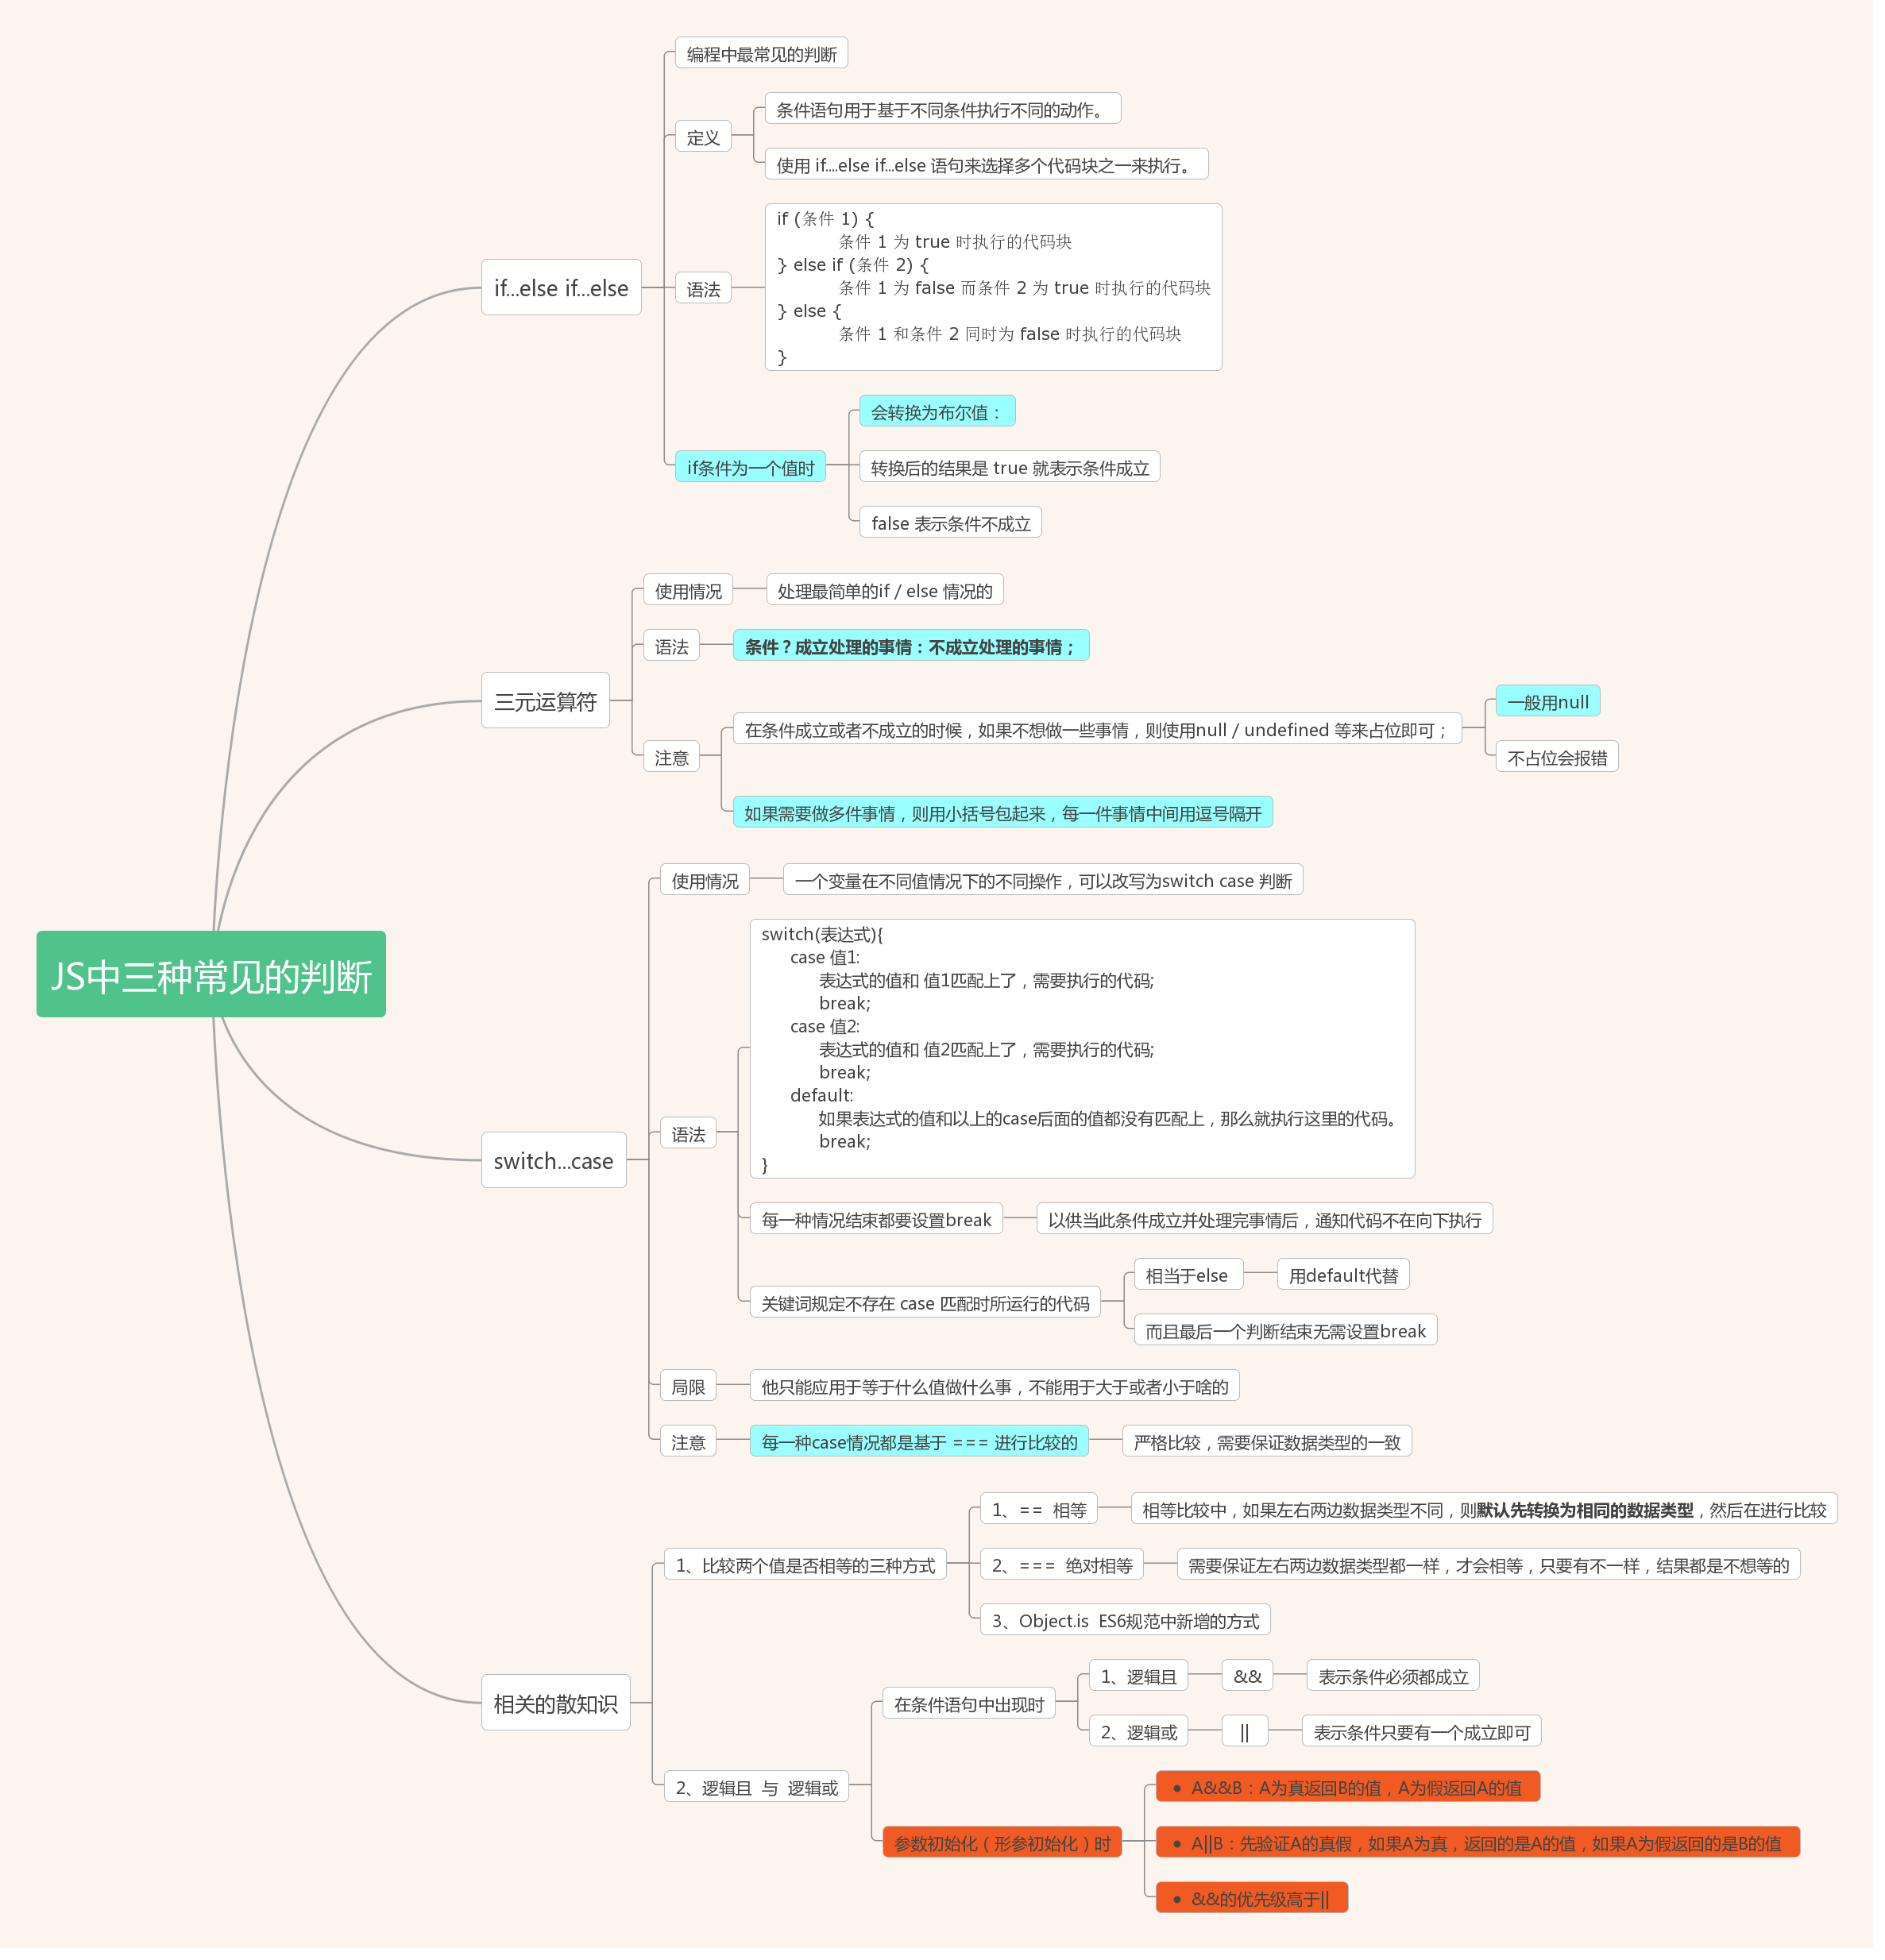 JS中三种常见的判断
if...else if...else
编程中最常见的判断
定义
条件语句用于基于不同条件执行不同的动作。
使用 if....else if...else 语句来选择多个代码块之一来执行。
语法
if (条件 1) {
条件 1 为 true 时执行的代码块
} else if (条件 2) {
条件 1 为 false 而条件 2 为 true 时执行的代码块
} else {
条件 1 和条件 2 同时为 false 时执行的代码块
}
if条件为一个值时
会转换为布尔值：
转换后的结果是 true 就表示条件成立
false 表示条件不成立
三元运算符
使用情况
处理最简单的if / else 情况的
语法
条件？成立处理的事情：不成立处理的事情；
注意
在条件成立或者不成立的时候，如果不想做一些事情，则使用null / undefined 等来占位即可；
一般用null
不占位会报错
如果需要做多件事情，则用小括号包起来，每一件事情中间用逗号隔开
switch...case
使用情况
一个变量在不同值情况下的不同操作，可以改写为switch case 判断
语法
switch(表达式){
case 值1:
表达式的值和 值1匹配上了，需要执行的代码;
break;
case 值2:
表达式的值和 值2匹配上了，需要执行的代码;
break;
default:
如果表达式的值和以上的case后面的值都没有匹配上，那么就执行这里的代码。
break;
}
每一种情况结束都要设置break
以供当此条件成立并处理完事情后，通知代码不在向下执行
关键词规定不存在 case 匹配时所运行的代码
相当于else
用default代替
而且最后一个判断结束无需设置break
局限
他只能应用于等于什么值做什么事，不能用于大于或者小于啥的
注意
每一种case情况都是基于 === 进行比较的
严格比较，需要保证数据类型的一致
相关的散知识
1、比较两个值是否相等的三种方式
1、== 相等
相等比较中，如果左右两边数据类型不同，则默认先转换为相同的数据类型，然后在进行比较
2、=== 绝对相等
需要保证左右两边数据类型都一样，才会相等，只要有不一样，结果都是不想等的
3、Object.is ES6规范中新增的方式
2、逻辑且 与 逻辑或
在条件语句中出现时
1、逻辑且
&&
表示条件必须都成立
2、逻辑或
||
表示条件只要有一个成立即可
参数初始化（形参初始化）时
• A&&B：A为真返回B的值，A为假返回A的值
• A||B：先验证A的真假，如果A为真，返回的是A的值，如果A为假返回的是B的值
• &&的优先级高于||